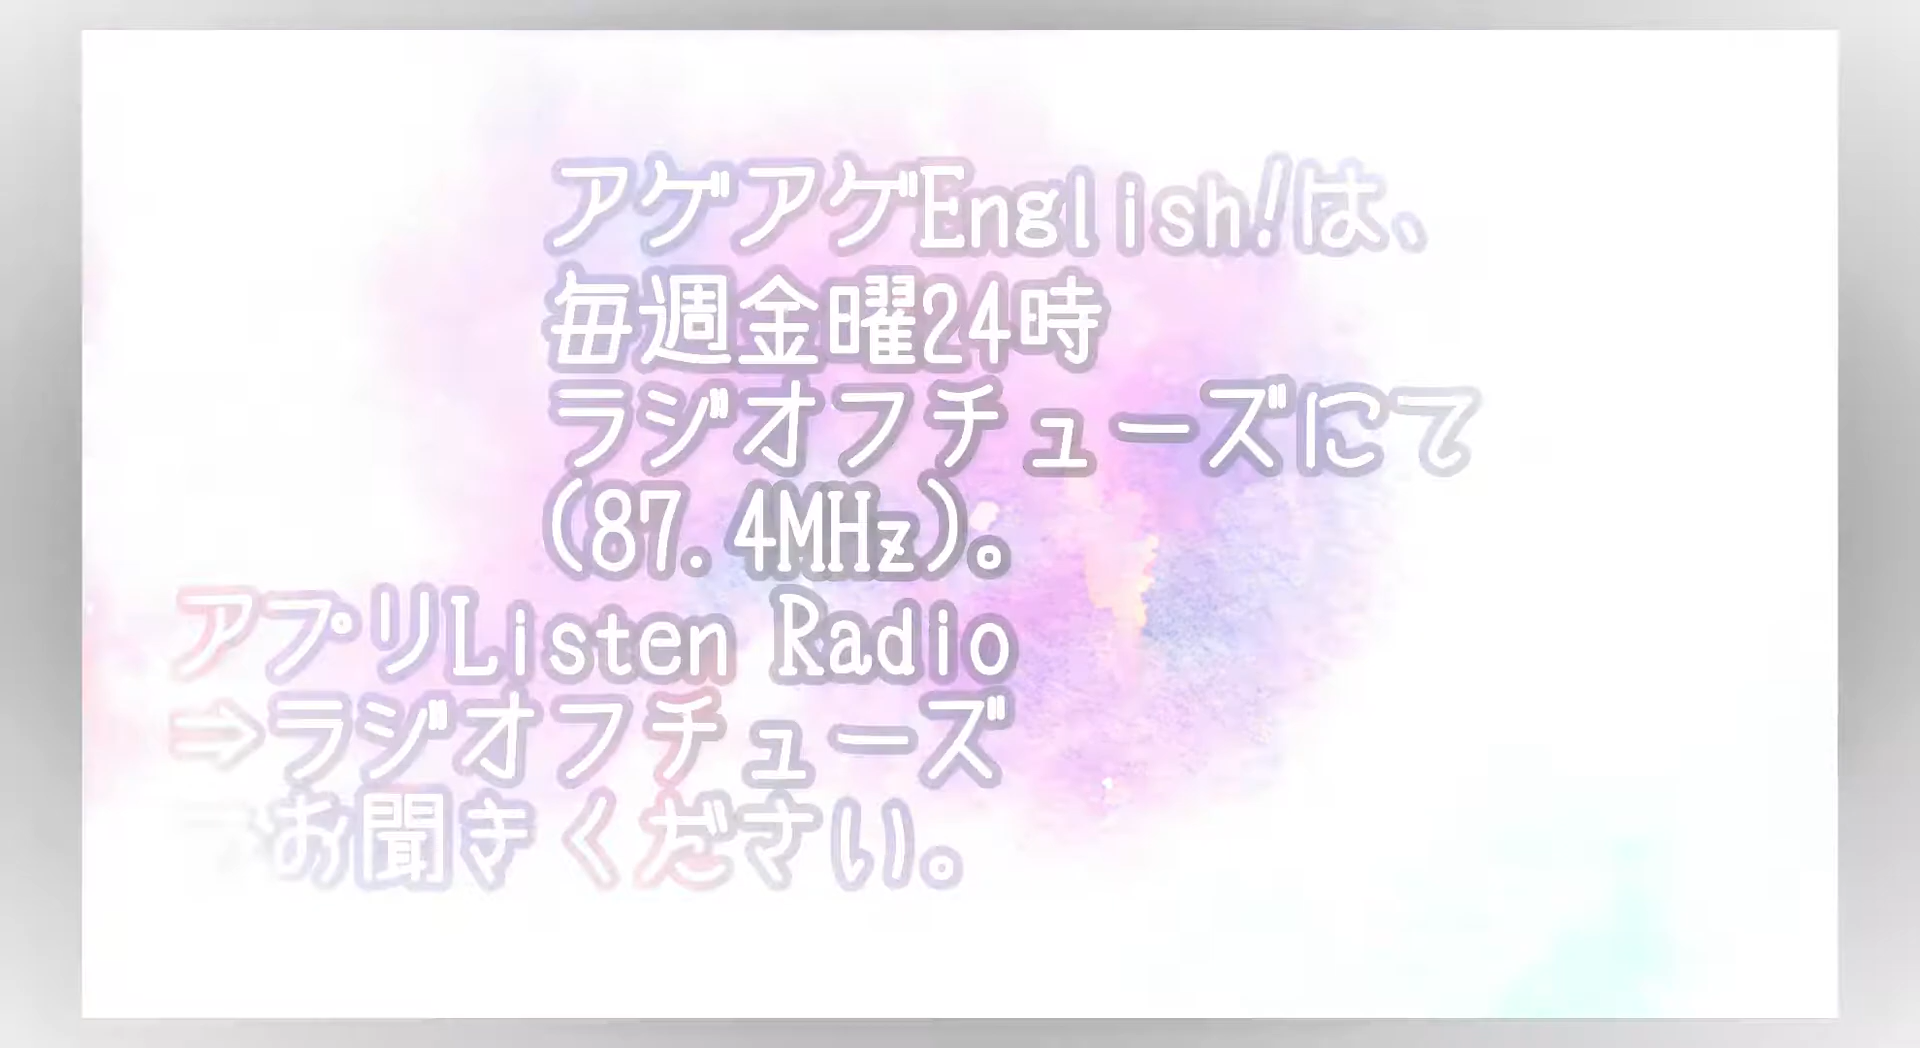 アゲアゲEnglish!は、
毎週金曜24時
ラジオフチューズにて
(87.4MHz)。
アプリListen Radio
⇒ラジオフチューズ
でお聞きください。